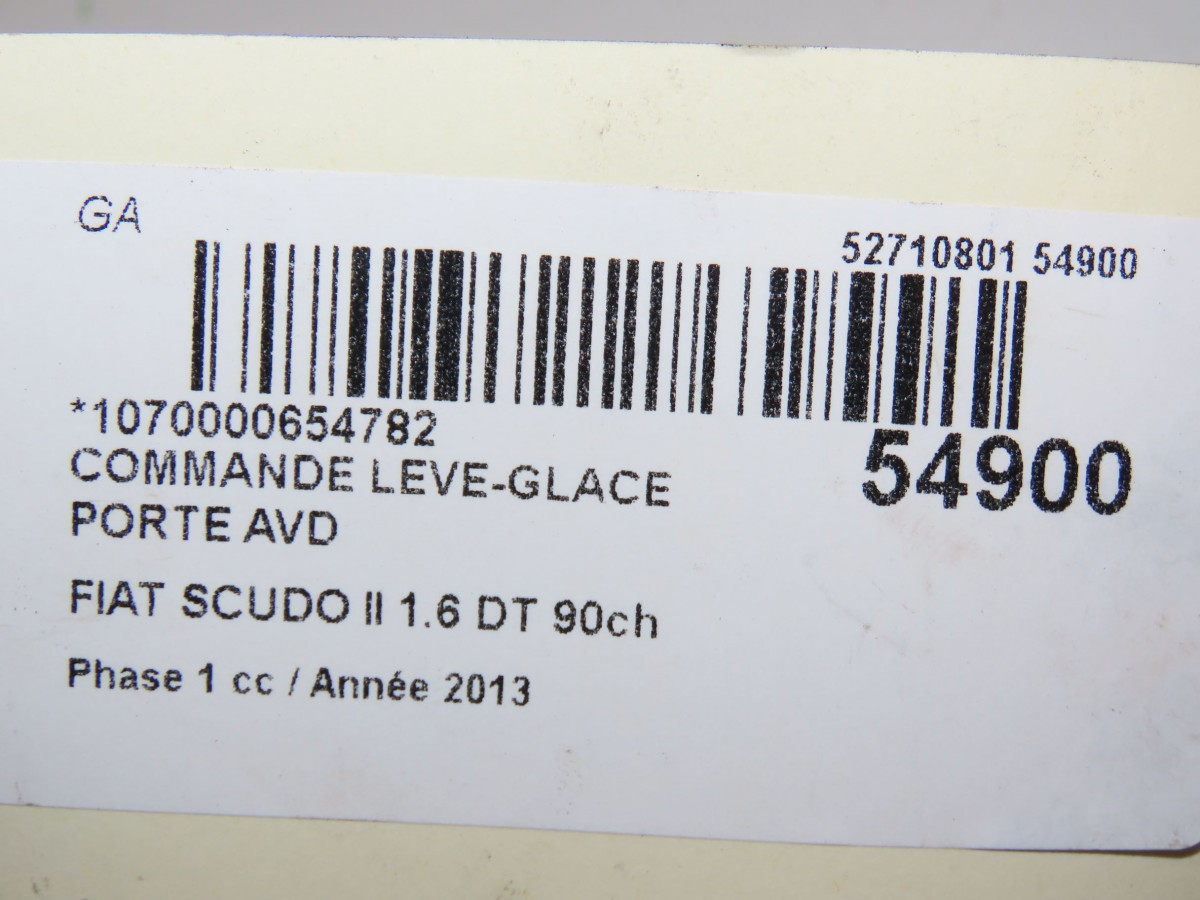 GA
52710801 54900
*1070000654782
54900
COMMANDE LEVE-GLACE
PORTE AVD
FIAT SCUDO II 1.6 DT 90ch
Phase 1 cc / Année 2013